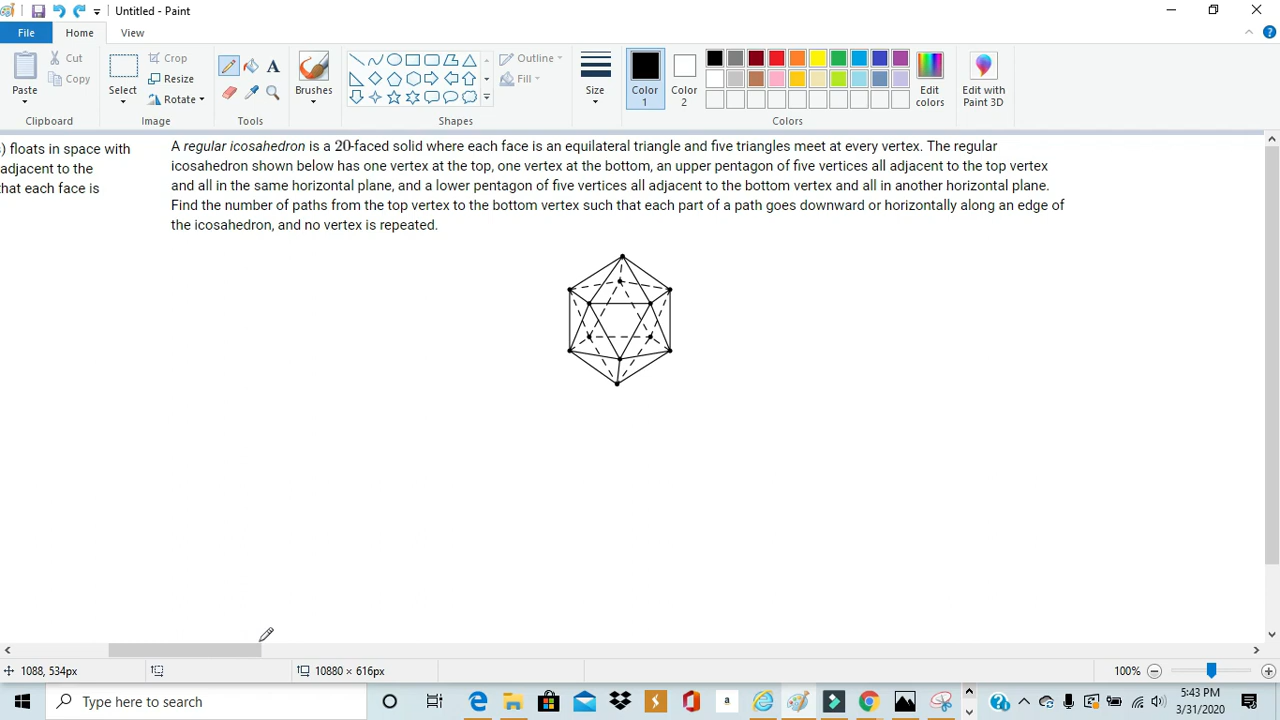 Untitled - Paint
File
Home
View
Paste
Cut
Copy
Clipboard
Select
Crop
Resize
Rotate
Image
Tools
Brushes
Shapes
Outline
Fill
Size
Color 1
Color 2
Colors
Edit colors
Edit with Paint 3D
) floats in space with
adjacent to the
that each face is
A regular icosahedron is a 20-faced solid where each face is an equilateral triangle and five triangles meet at every vertex. The regular
icosahedron shown below has one vertex at the top, one vertex at the bottom, an upper pentagon of five vertices all adjacent to the top vertex
and all in the same horizontal plane, and a lower pentagon of five vertices all adjacent to the bottom vertex and all in another horizontal plane.
Find the number of paths from the top vertex to the bottom vertex such that each part of a path goes downward or horizontally along an edge of
the icosahedron, and no vertex is repeated.
1088, 534px
10880 × 616px
100%
Type here to search
5:43 PM
3/31/2020